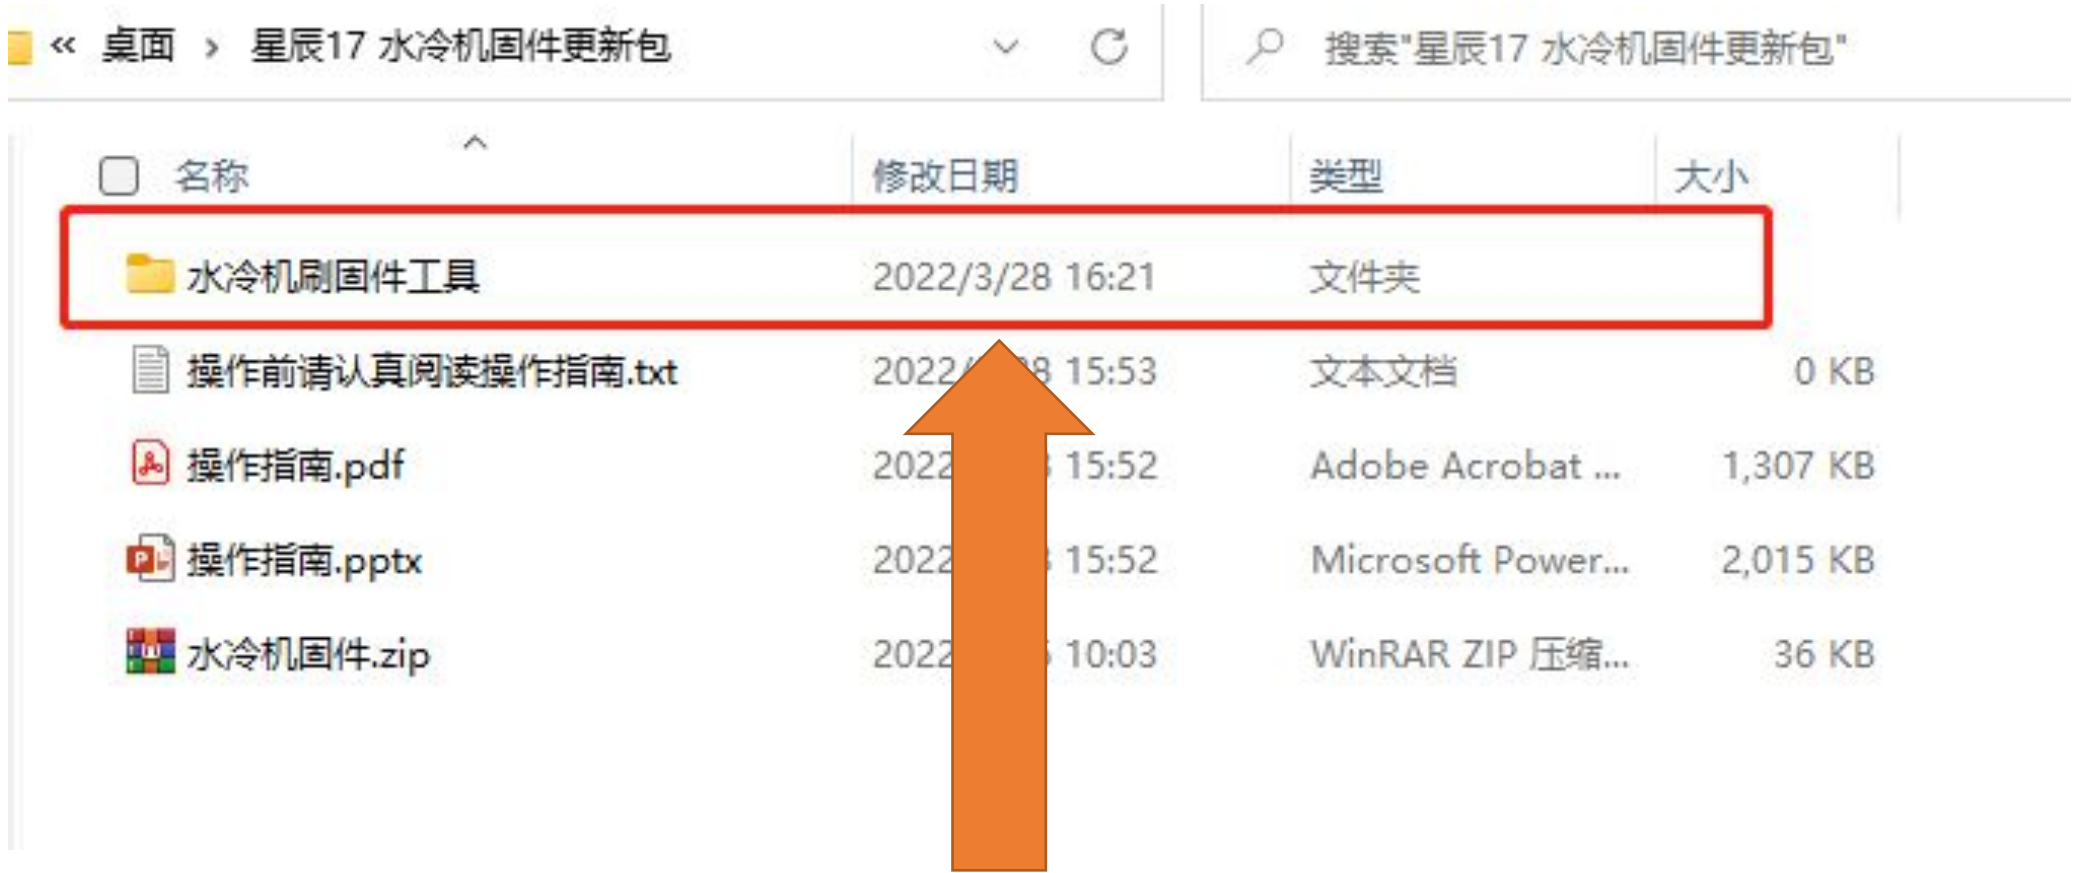 « 桌面 › 星辰17 水冷机固件更新包 搜索"星辰17 水冷机固件更新包"
名称 修改日期 类型 大小
水冷机刷固件工具 2022/3/28 16:21 文件夹
操作前请认真阅读操作指南.txt 2022/ 28 15:53 文本文档 0 KB
操作指南.pdf 2022 15:52 Adobe Acrobat ... 1,307 KB
操作指南.pptx 2022 15:52 Microsoft Power... 2,015 KB
水冷机固件.zip 2022 10:03 WinRAR ZIP 压缩... 36 KB